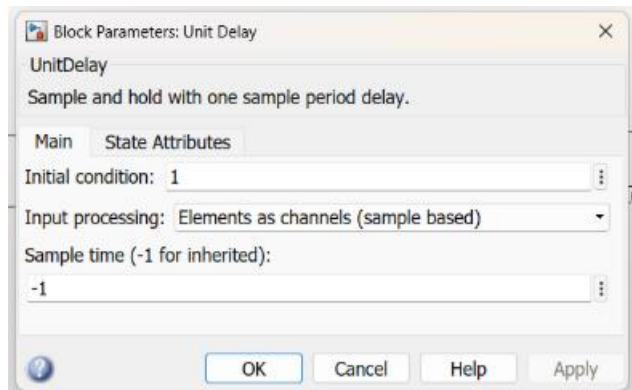 Block Parameters: Unit Delay
UnitDelay
Sample and hold with one sample period delay.
Main State Attributes
Initial condition: 1
Input processing: Elements as channels (sample based)
Sample time (-1 for inherited):
-1
OK Cancel Help Apply